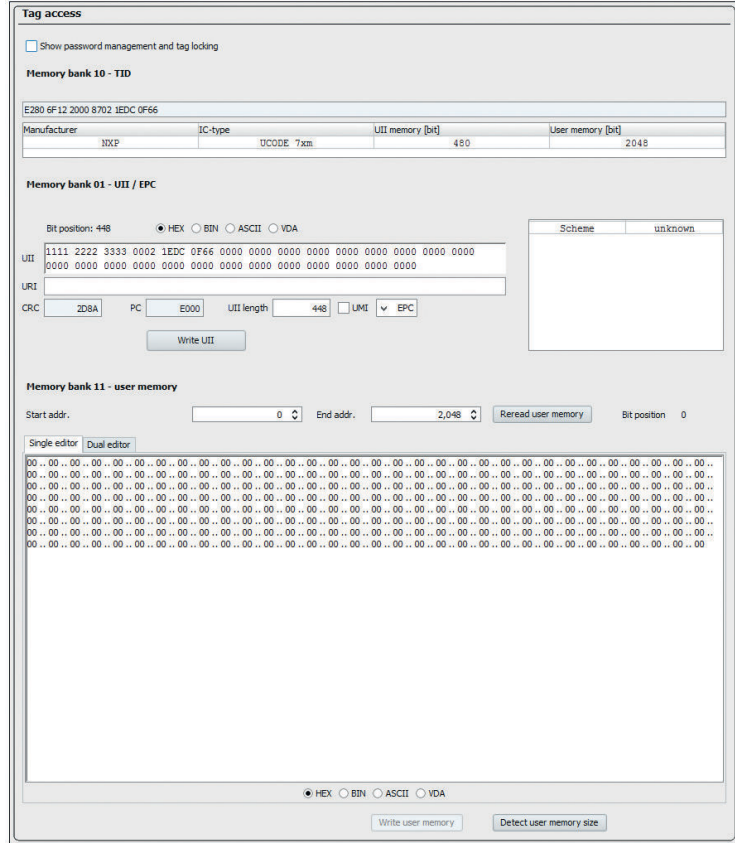 Tag access
Show password management and tag locking
Memory bank 10 - TID
E280 6F12 2000 8702 1EDC 0F66
Manufacturer IC-type UII memory [bit] User memory [bit]
NXP UCODE 7xm 480 2048
Memory bank 01 - UII / EPC
Bit position: 448 HEX BIN ASCII VDA Scheme unknown
UII 1111 2222 3333 0002 1EDC 0F66 0000 0000 0000 0000 0000 0000 0000 0000 0000
0000 0000 0000 0000 0000 0000 0000 0000 0000 0000 0000 0000 0000
URI
CRC 2D8A PC E000 UII length 448 UMI EPC
Write UII
Memory bank 11 - user memory
Start addr. 0 End addr. 2,048 Reread user memory Bit position 0
Single editor Dual editor
00 .. 00 .. 00 .. 00 .. 00 .. 00 .. 00 .. 00 .. 00 .. 00 .. 00 .. 00 .. 00 .. 00 .. 00 .. 00 .. 00 .. 00 .. 00 .. 00 .. 00 .. 00 .. 00 .. 00 .. 00 .. 00 .. 00 .. 00 .. 00 .. 00 .. 00 .. 00 ..
00 .. 00 .. 00 .. 00 .. 00 .. 00 .. 00 .. 00 .. 00 .. 00 .. 00 .. 00 .. 00 .. 00 .. 00 .. 00 .. 00 .. 00 .. 00 .. 00 .. 00 .. 00 .. 00 .. 00 .. 00 .. 00 .. 00 .. 00 .. 00 .. 00 .. 00 .. 00 ..
00 .. 00 .. 00 .. 00 .. 00 .. 00 .. 00 .. 00 .. 00 .. 00 .. 00 .. 00 .. 00 .. 00 .. 00 .. 00 .. 00 .. 00 .. 00 .. 00 .. 00 .. 00 .. 00 .. 00 .. 00 .. 00 .. 00 .. 00 .. 00 .. 00 .. 00 .. 00 ..
00 .. 00 .. 00 .. 00 .. 00 .. 00 .. 00 .. 00 .. 00 .. 00 .. 00 .. 00 .. 00 .. 00 .. 00 .. 00 .. 00 .. 00 .. 00 .. 00 .. 00 .. 00 .. 00 .. 00 .. 00 .. 00 .. 00 .. 00 .. 00 .. 00 .. 00 .. 00 ..
00 .. 00 .. 00 .. 00 .. 00 .. 00 .. 00 .. 00 .. 00 .. 00 .. 00 .. 00 .. 00 .. 00 .. 00 .. 00 .. 00 .. 00 .. 00 .. 00 .. 00 .. 00 .. 00 .. 00 .. 00 .. 00 .. 00 .. 00 .. 00 .. 00 .. 00 .. 00 ..
00 .. 00 .. 00 .. 00 .. 00 .. 00 .. 00 .. 00 .. 00 .. 00 .. 00 .. 00 .. 00 .. 00 .. 00 .. 00 .. 00 .. 00 .. 00 .. 00 .. 00 .. 00 .. 00 .. 00 .. 00 .. 00 .. 00 .. 00 .. 00 .. 00 .. 00 .. 00 ..
00 .. 00 .. 00 .. 00 .. 00 .. 00 .. 00 .. 00 .. 00 .. 00 .. 00 .. 00 .. 00 .. 00 .. 00 .. 00 .. 00 .. 00 .. 00 .. 00 .. 00 .. 00 .. 00 .. 00 .. 00 .. 00 .. 00 .. 00 .. 00 .. 00 .. 00 .. 00 ..
00 .. 00 .. 00 .. 00 .. 00 .. 00 .. 00 .. 00 .. 00 .. 00 .. 00 .. 00 .. 00 .. 00 .. 00 .. 00 .. 00 .. 00 .. 00 .. 00 .. 00 .. 00 .. 00 .. 00 .. 00 .. 00 .. 00 .. 00 .. 00 .. 00 .. 00 .. 00
HEX BIN ASCII VDA
Write user memory Detect user memory size